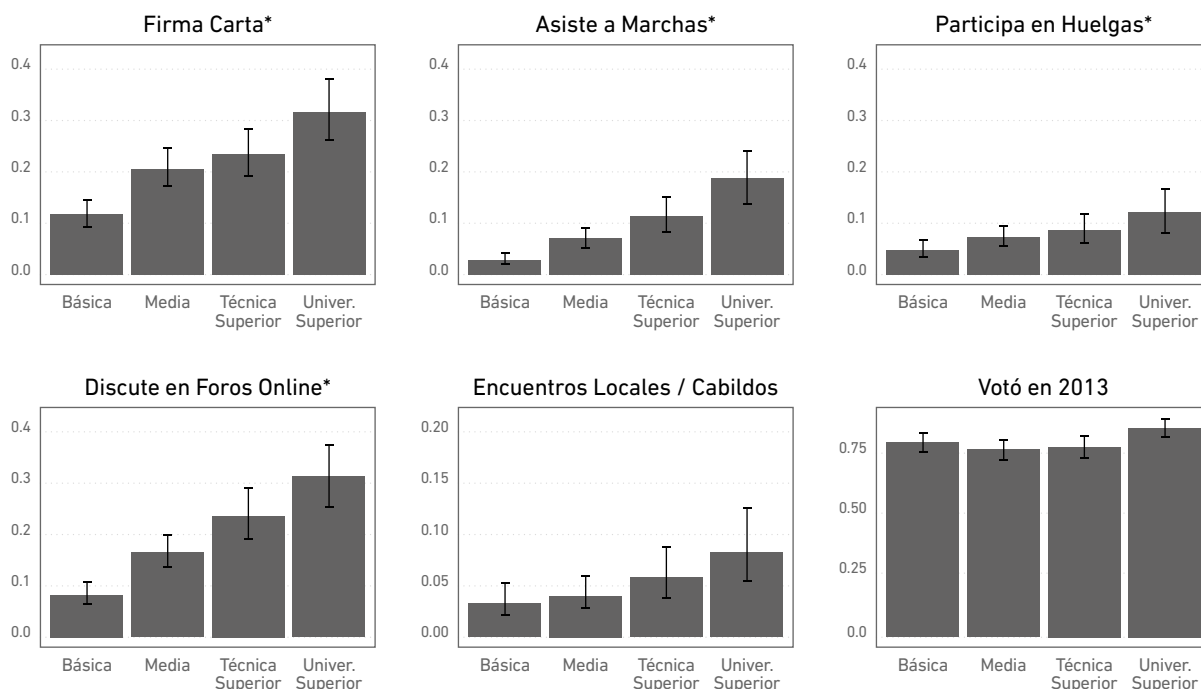 Firma Carta*
0.4
0.3
0.2
0.1
0.0
Básica Media Técnica Superior Univer. Superior
Asiste a Marchas*
0.4
0.3
0.2
0.1
0.0
Básica Media Técnica Superior Univer. Superior
Participa en Huelgas*
0.4
0.3
0.2
0.1
0.0
Básica Media Técnica Superior Univer. Superior
Discute en Foros Online*
0.4
0.3
0.2
0.1
0.0
Básica Media Técnica Superior Univer. Superior
Encuentros Locales / Cabildos
0.20
0.15
0.10
0.05
0.00
Básica Media Técnica Superior Univer. Superior
Votó en 2013
0.75
0.50
0.25
0.0
Básica Media Técnica Superior Univer. Superior